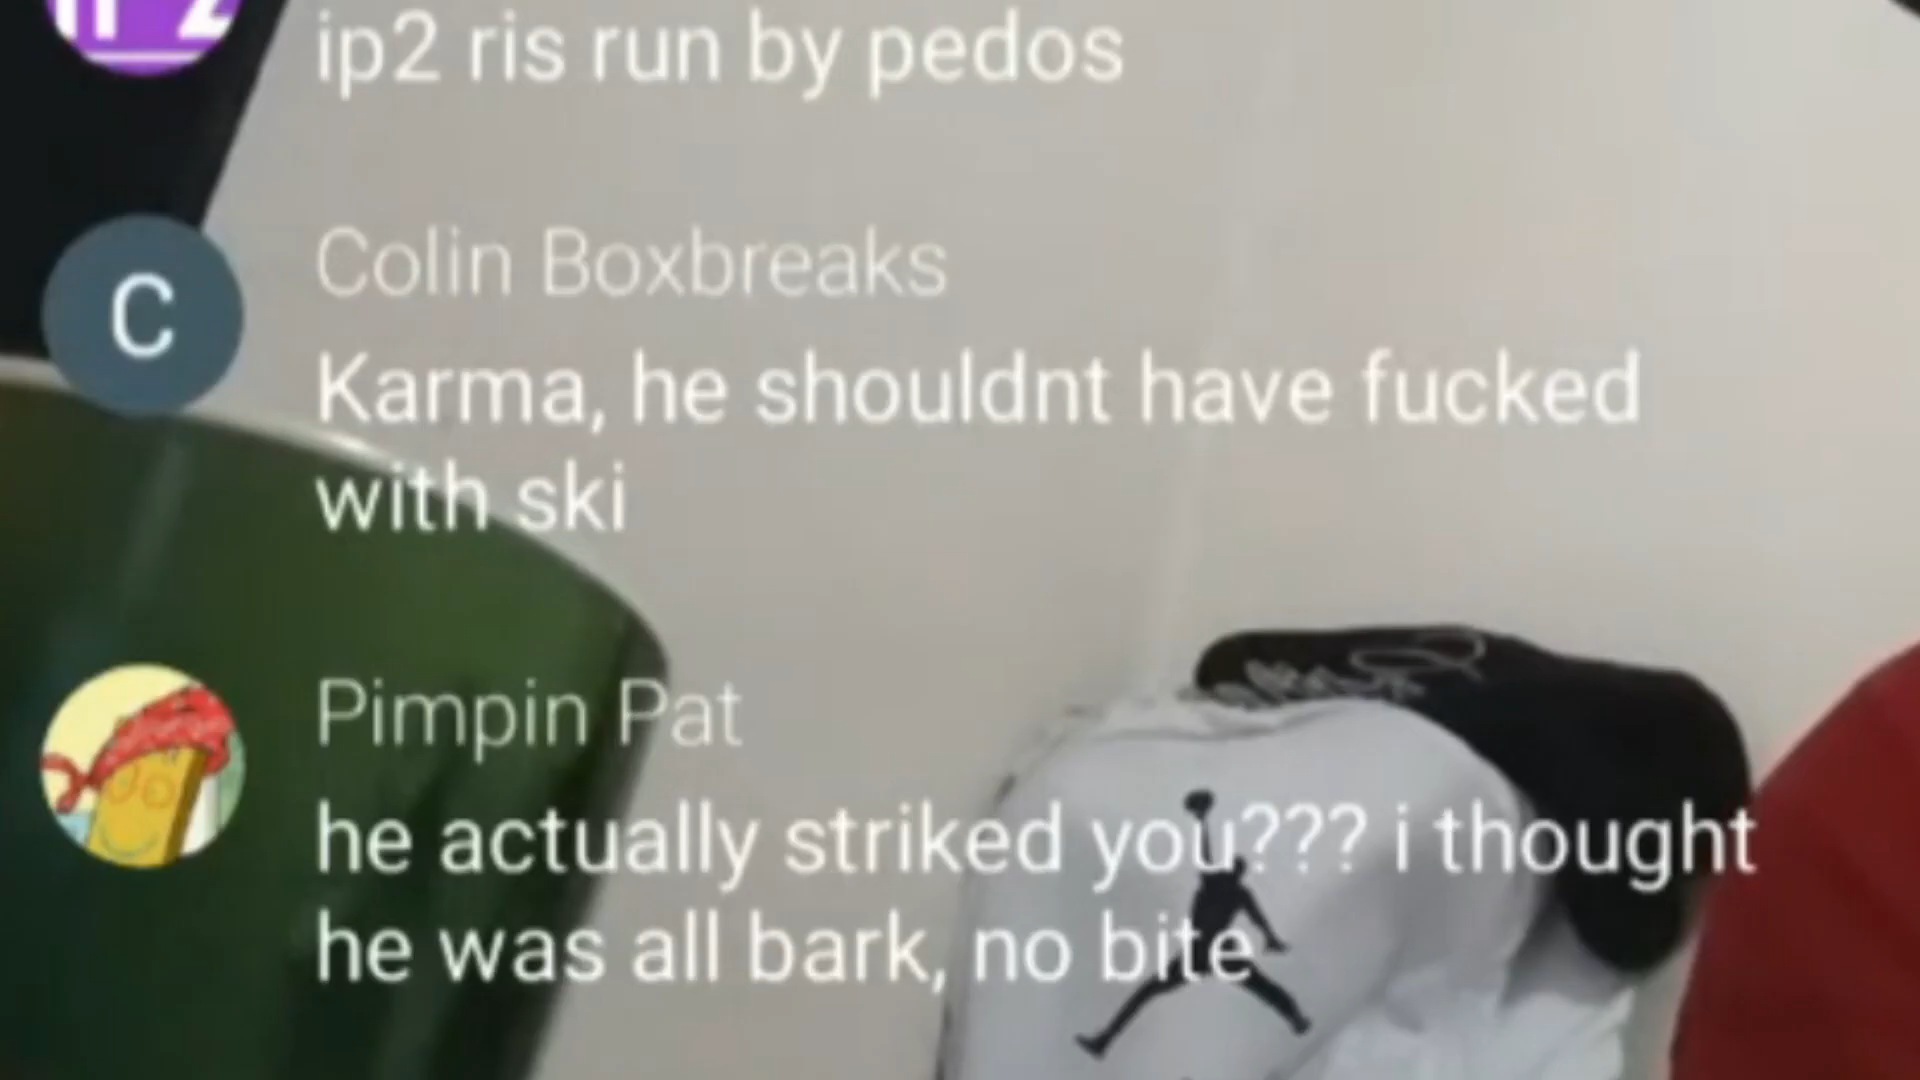 ip2 ris run by pedos
Colin Boxbreaks
C
Karma, he shouldnt have fucked
with ski
Pimpin Pat
he actually striked you??? i thought
he was all bark, no bite